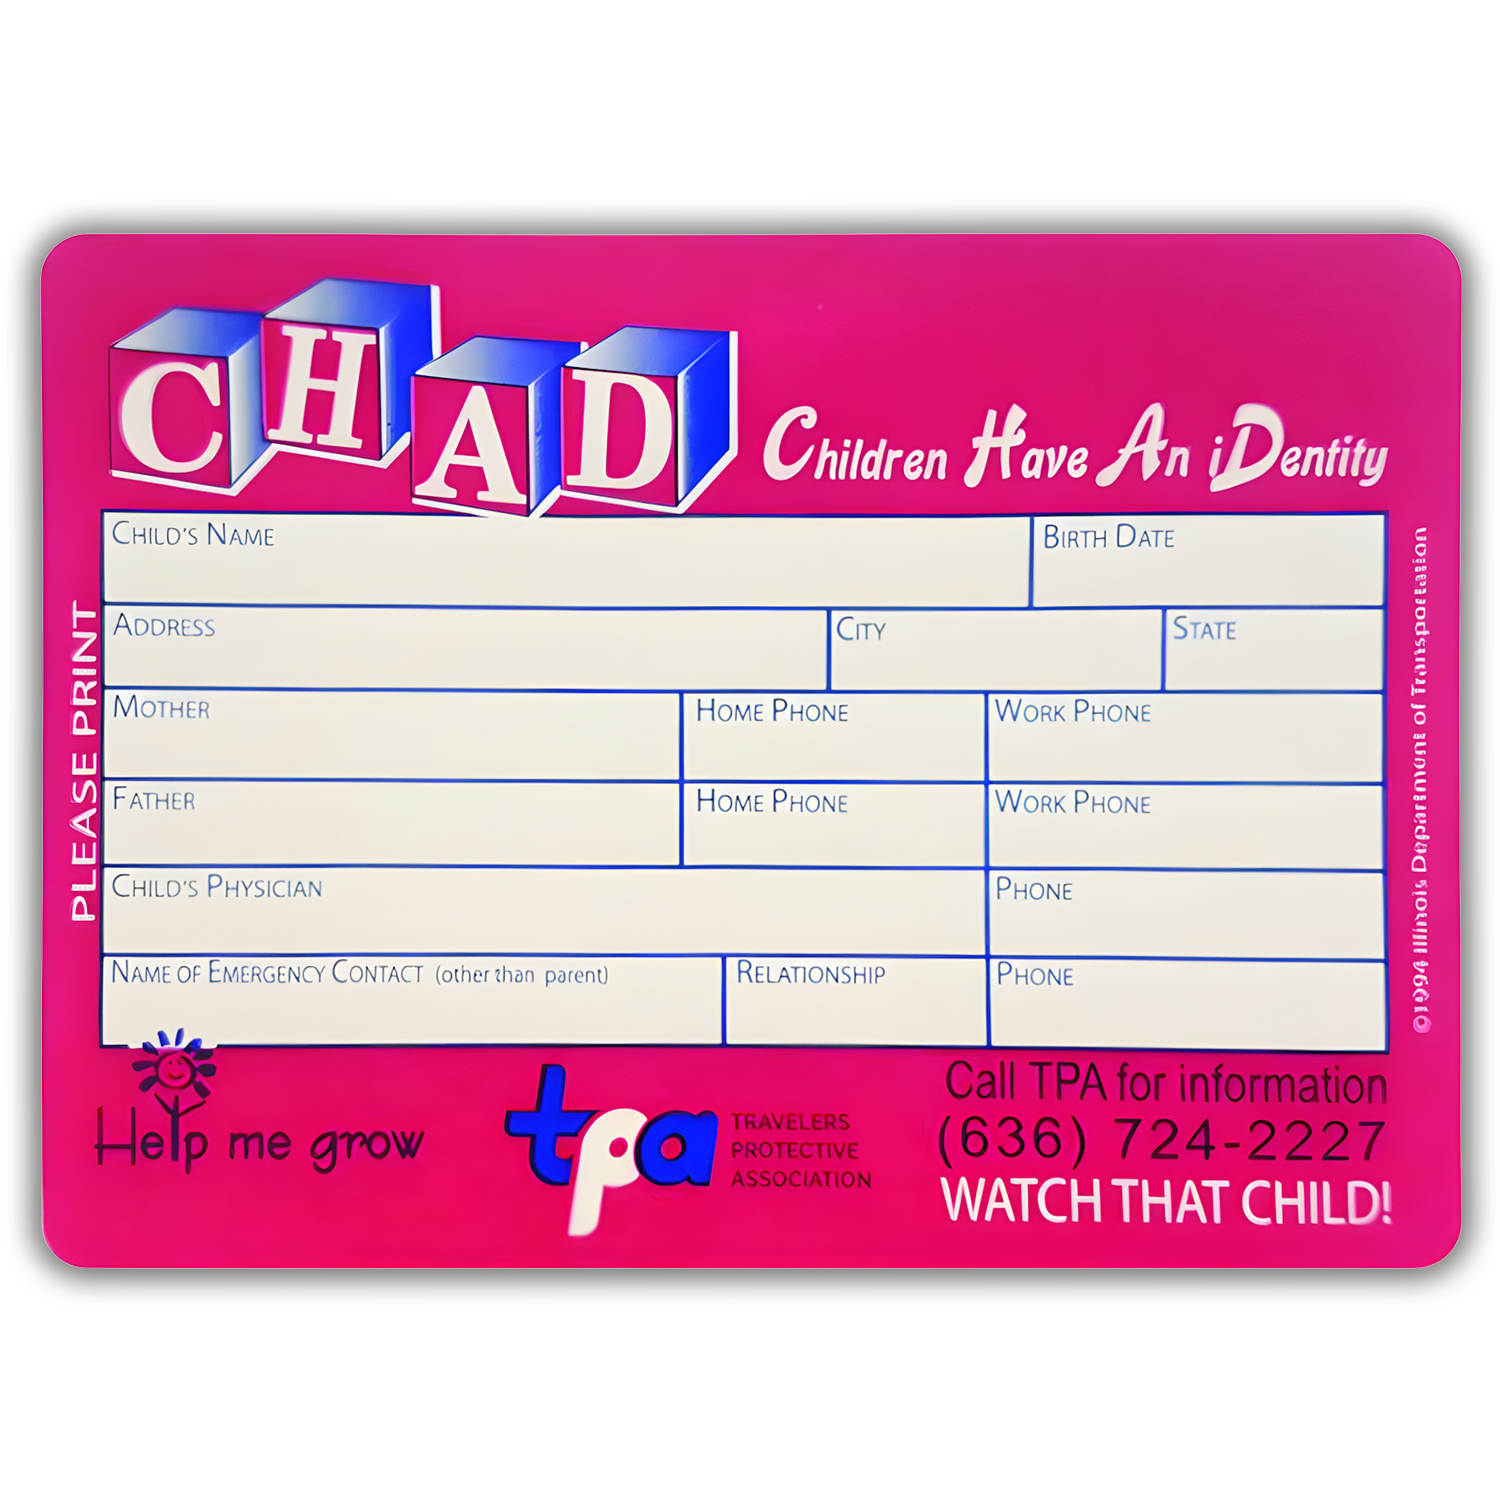 CHAD
Children Have An iDentity
CHILD'S NAME BIRTH DATE
ADDRESS CITY STATE
MOTHER HOME PHONE WORK PHONE
FATHER HOME PHONE WORK PHONE
CHILD'S PHYSICIAN PHONE
NAME OF EMERGENCY CONTACT (other than parent) RELATIONSHIP PHONE
PLEASE PRINT
Illinois Department of Transportation
Help me grow
tpa
TRAVELERS
PROTECTIVE
ASSOCIATION
Call TPA for information
(636) 724-2227
WATCH THAT CHILD!